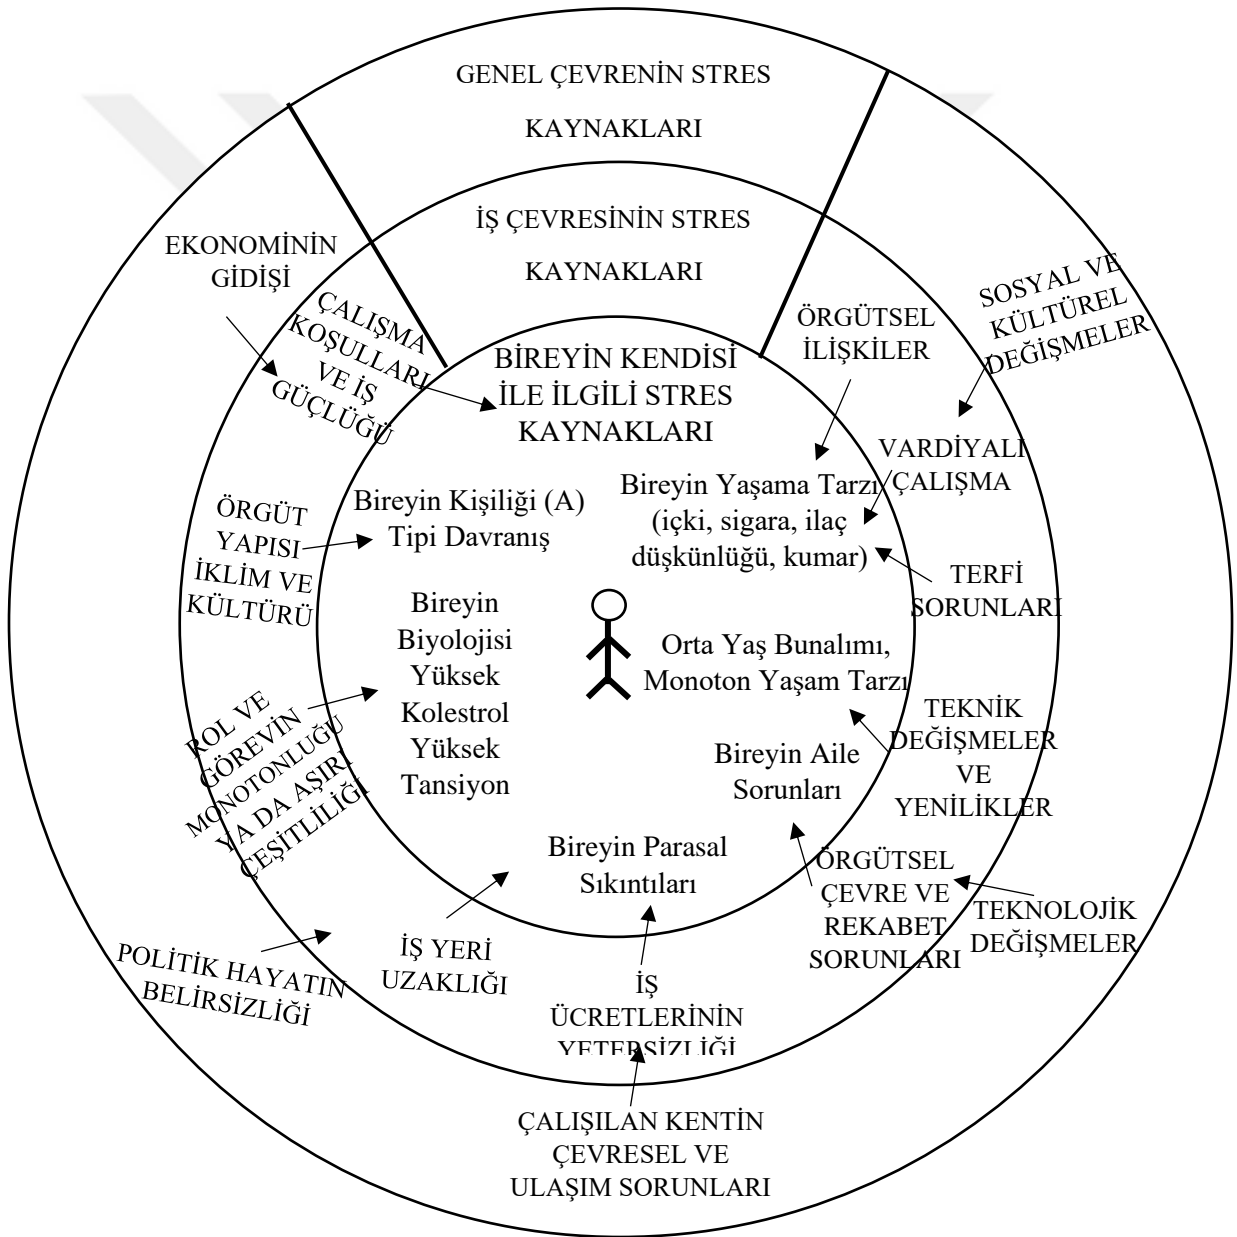 GENEL ÇEVRENİN STRES
KAYNAKLARI
İŞ ÇEVRESİNİN STRES
KAYNAKLARI
BİREYİN KENDİSİ
İLE İLGİLİ STRES
KAYNAKLARI
EKONOMİNİN
GİDİŞİ
ÇALIŞMA
KOŞULLARI
VE İŞ
GÜÇLÜĞÜ
ÖRGÜTSEL
İLİŞKİLER
SOSYAL VE
KÜLTÜREL
DEĞİŞMELER
VARDİYALI
ÇALIŞMA
Bireyin Kişiliği (A)
Tipi Davranış
Bireyin Yaşama Tarzı
(içki, sigara, ilaç
düşkünlüğü, kumar)
ÖRGÜT
YAPISI
İKLİM VE
KÜLTÜRÜ
TERFİ
SORUNLARI
Bireyin
Biyolojisi
Yüksek
Kolestrol
Yüksek
Tansiyon
Orta Yaş Bunalımı,
Monoton Yaşam Tarzı
ROL VE
GÖREVİN
MONOTONLUĞU
YA DA AŞIRI
ÇEŞİTLİLİĞİ
TEKNİK
DEĞİŞMELER
VE
YENİLİKLER
Bireyin Aile
Sorunları
Bireyin Parasal
Sıkıntıları
ÖRGÜTSEL
ÇEVRE VE
REKABET
SORUNLARI
TEKNOLOJİK
DEĞİŞMELER
POLİTİK HAYATIN
BELİRSİZLİĞİ
İŞ YERİ
UZAKLIĞI
İŞ
ÜCRETLERİNİN
YETERSİZLİĞİ
ÇALIŞILAN KENTİN
ÇEVRESEL VE
ULAŞIM SORUNLARI